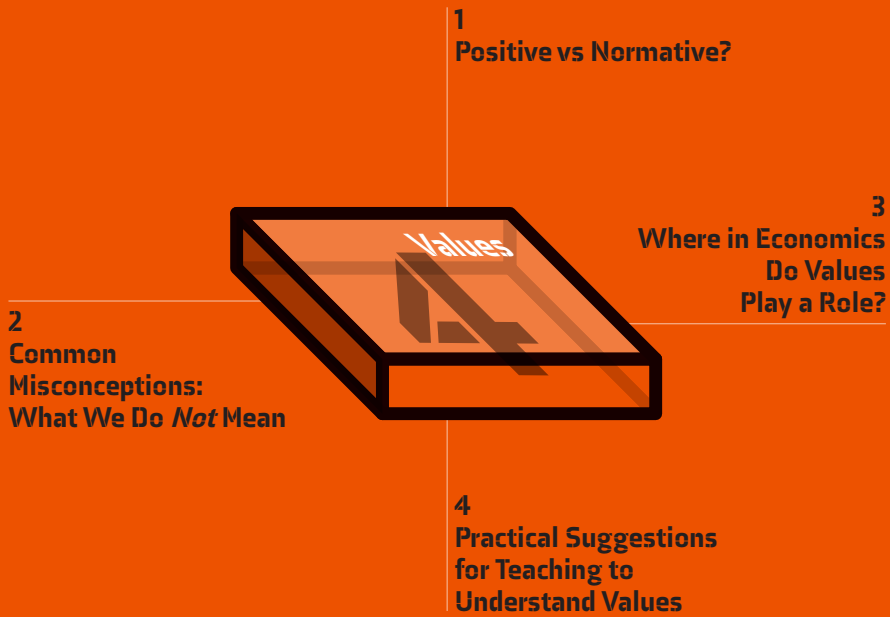 1
Positive vs Normative?
Values
4
3
Where in Economics
Do Values
Play a Role?
2
Common
Misconceptions:
What We Do Not Mean
4
Practical Suggestions
for Teaching to
Understand Values